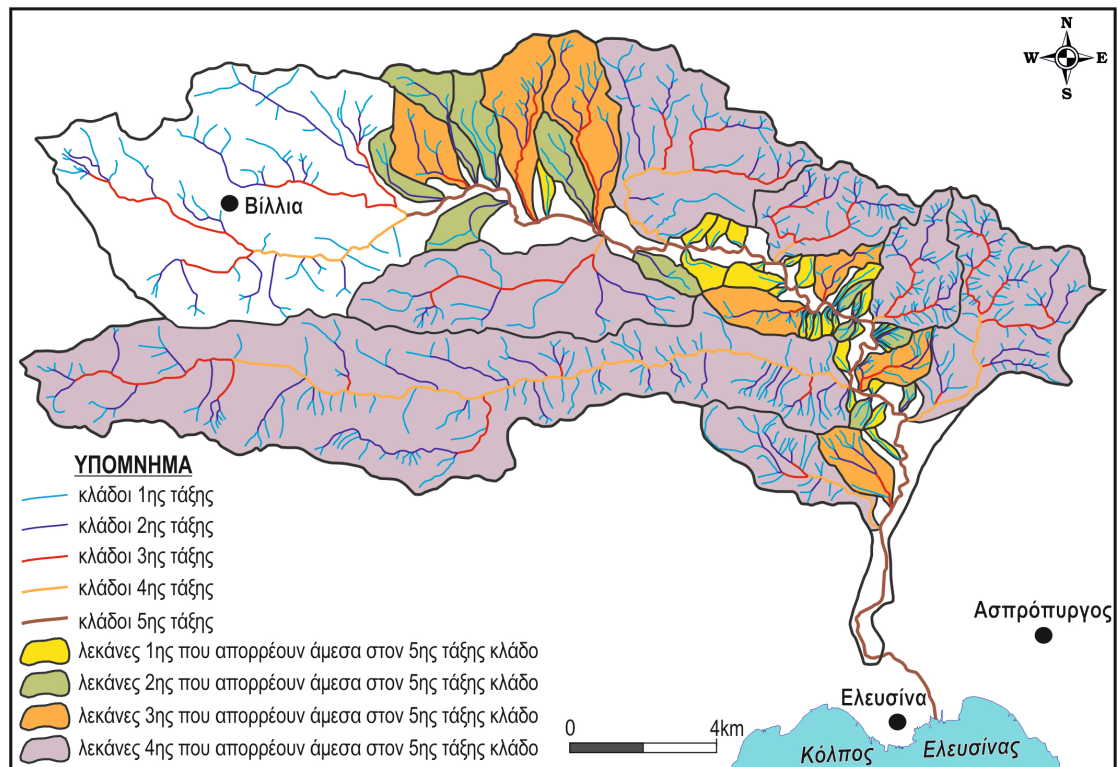 N
W E
S
Βίλλια
ΥΠΟΜΝΗΜΑ
κλάδοι 1ης τάξης
κλάδοι 2ης τάξης
κλάδοι 3ης τάξης
κλάδοι 4ης τάξης
κλάδοι 5ης τάξης
λεκάνες 1ης που απορρέουν άμεσα στον 5ης τάξης κλάδο
λεκάνες 2ης που απορρέουν άμεσα στον 5ης τάξης κλάδο
λεκάνες 3ης που απορρέουν άμεσα στον 5ης τάξης κλάδο
λεκάνες 4ης που απορρέουν άμεσα στον 5ης τάξης κλάδο
0 4km
Ασπρόπυργος
Ελευσίνα
Κόλπος Ελευσίνας